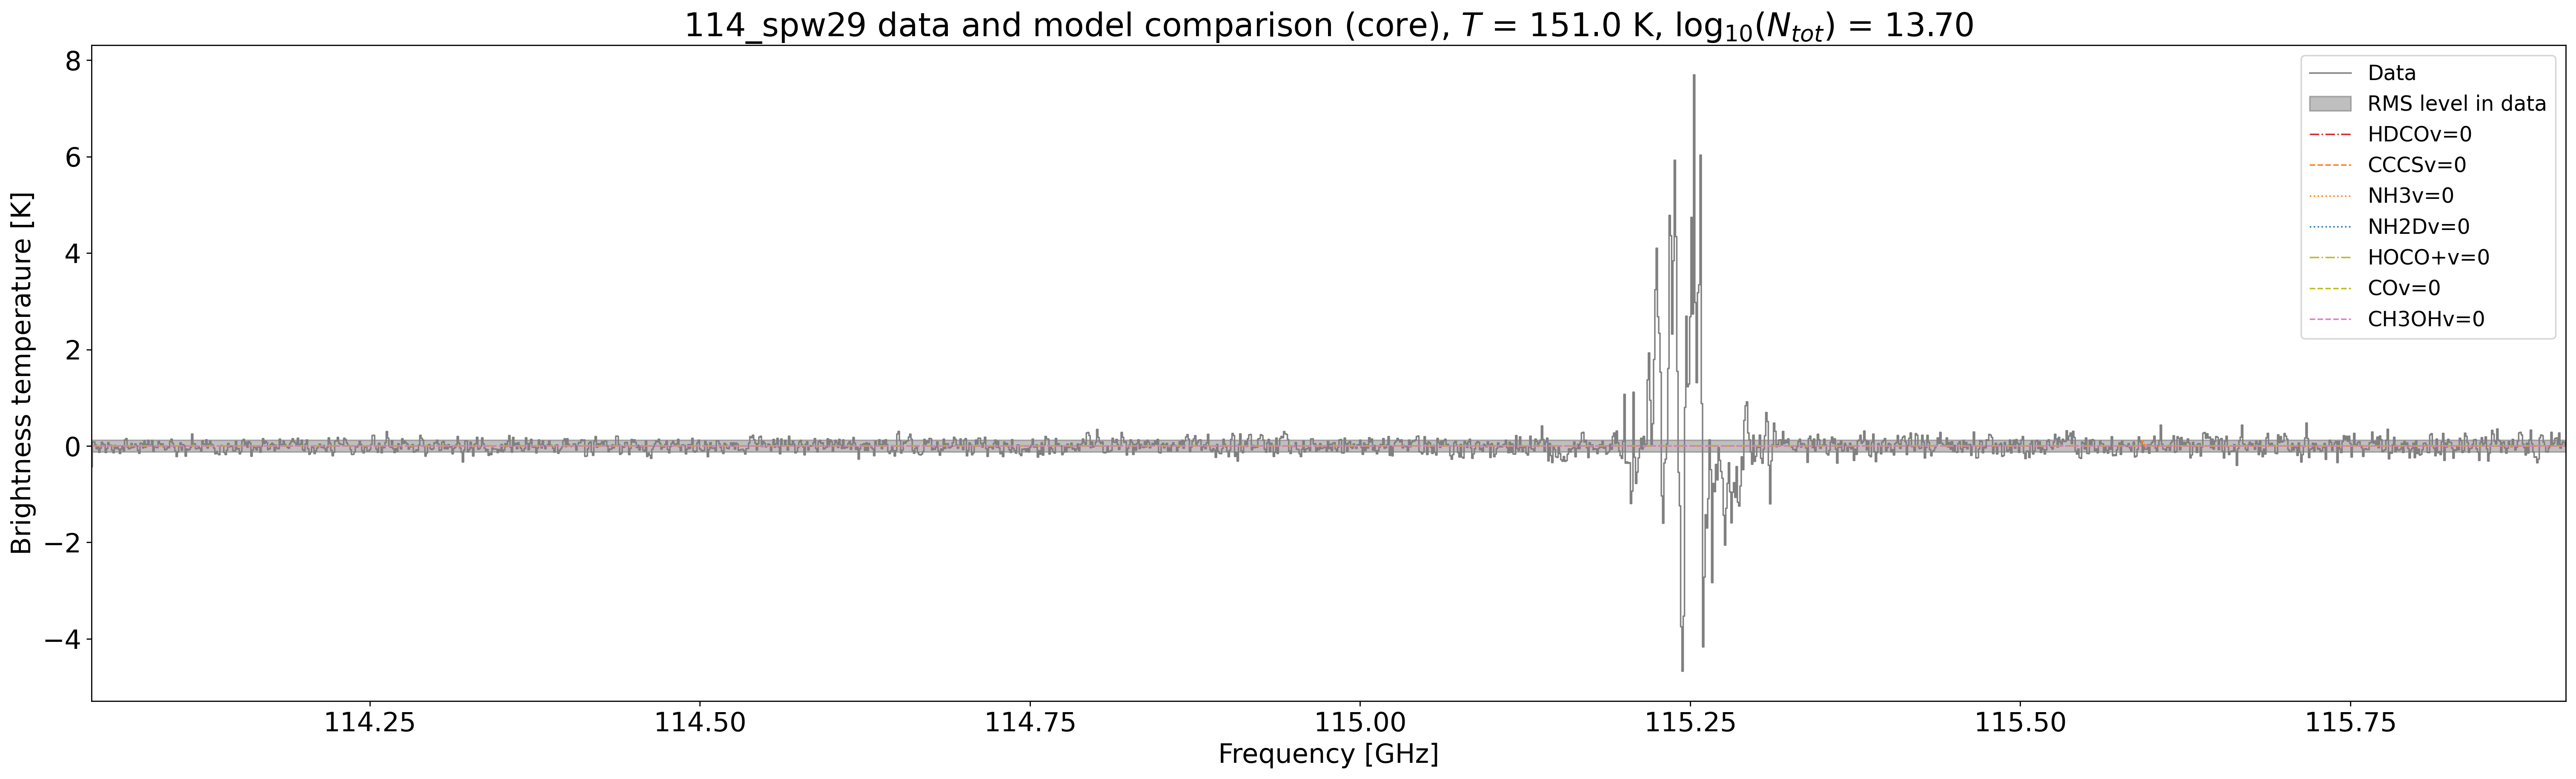 114_spw29 data and model comparison (core), T = 151.0 K, log₁₀(Nₜₒₜ) = 13.70
Brightness temperature [K]
8
6
4
2
0
−2
−4
Data
RMS level in data
HDCOv=0
CCCSv=0
NH3v=0
NH2Dv=0
HOCO+v=0
COv=0
CH3OHv=0
114.25 114.50 114.75 115.00 115.25 115.50 115.75
Frequency [GHz]